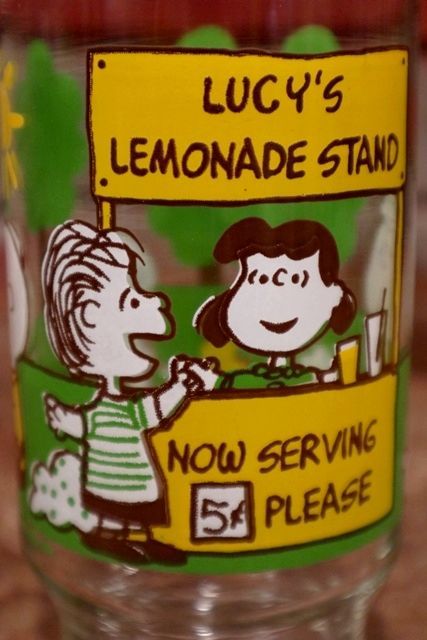 LUCY'S
LEMONADE STAND
NOW SERVING
5¢ PLEASE